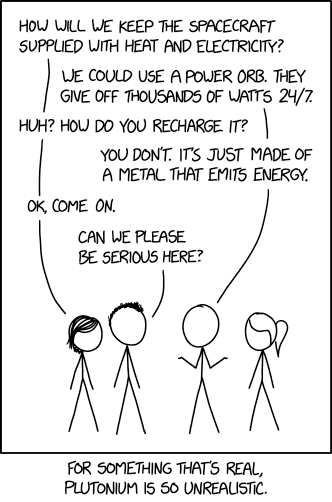 HOW WILL WE KEEP THE SPACECRAFT
SUPPLIED WITH HEAT AND ELECTRICITY?
WE COULD USE A POWER ORB. THEY
GIVE OFF THOUSANDS OF WATTS 24/7.
HUH? HOW DO YOU RECHARGE IT?
YOU DON'T. IT'S JUST MADE OF
A METAL THAT EMITS ENERGY.
OK, COME ON.
CAN WE PLEASE
BE SERIOUS HERE?
FOR SOMETHING THAT'S REAL,
PLUTONIUM IS SO UNREALISTIC.